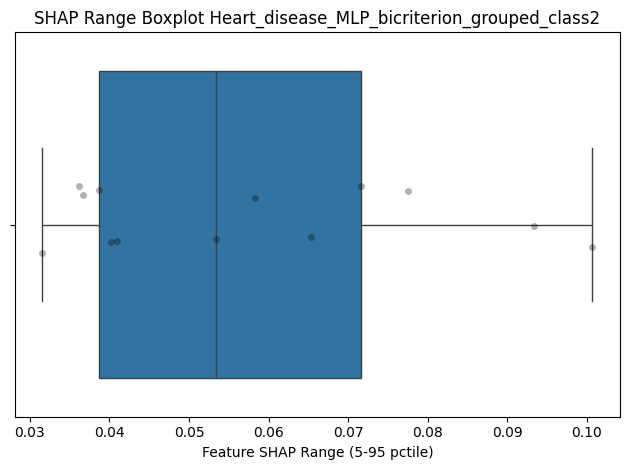 SHAP Range Boxplot Heart_disease_MLP_bicriterion_grouped_class2
0.03 0.04 0.05 0.06 0.07 0.08 0.09 0.10
Feature SHAP Range (5-95 pctile)